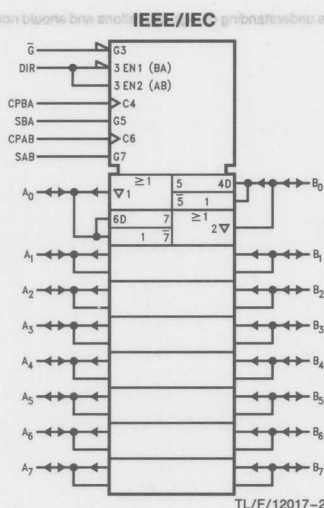 IEEE/IEC
G̅ G3
DIR 3 EN1 (BA)
3 EN2 (AB)
CPBA C4
SBA G5
CPAB C6
SAB G7
A₀ ≥1 5 4D B₀
▽1 5̅ 1
6D 7 ≥1
1 7̅ 2▽
A₁ B₁
A₂ B₂
A₃ B₃
A₄ B₄
A₅ B₅
A₆ B₆
A₇ B₇
TL/F/12017-2